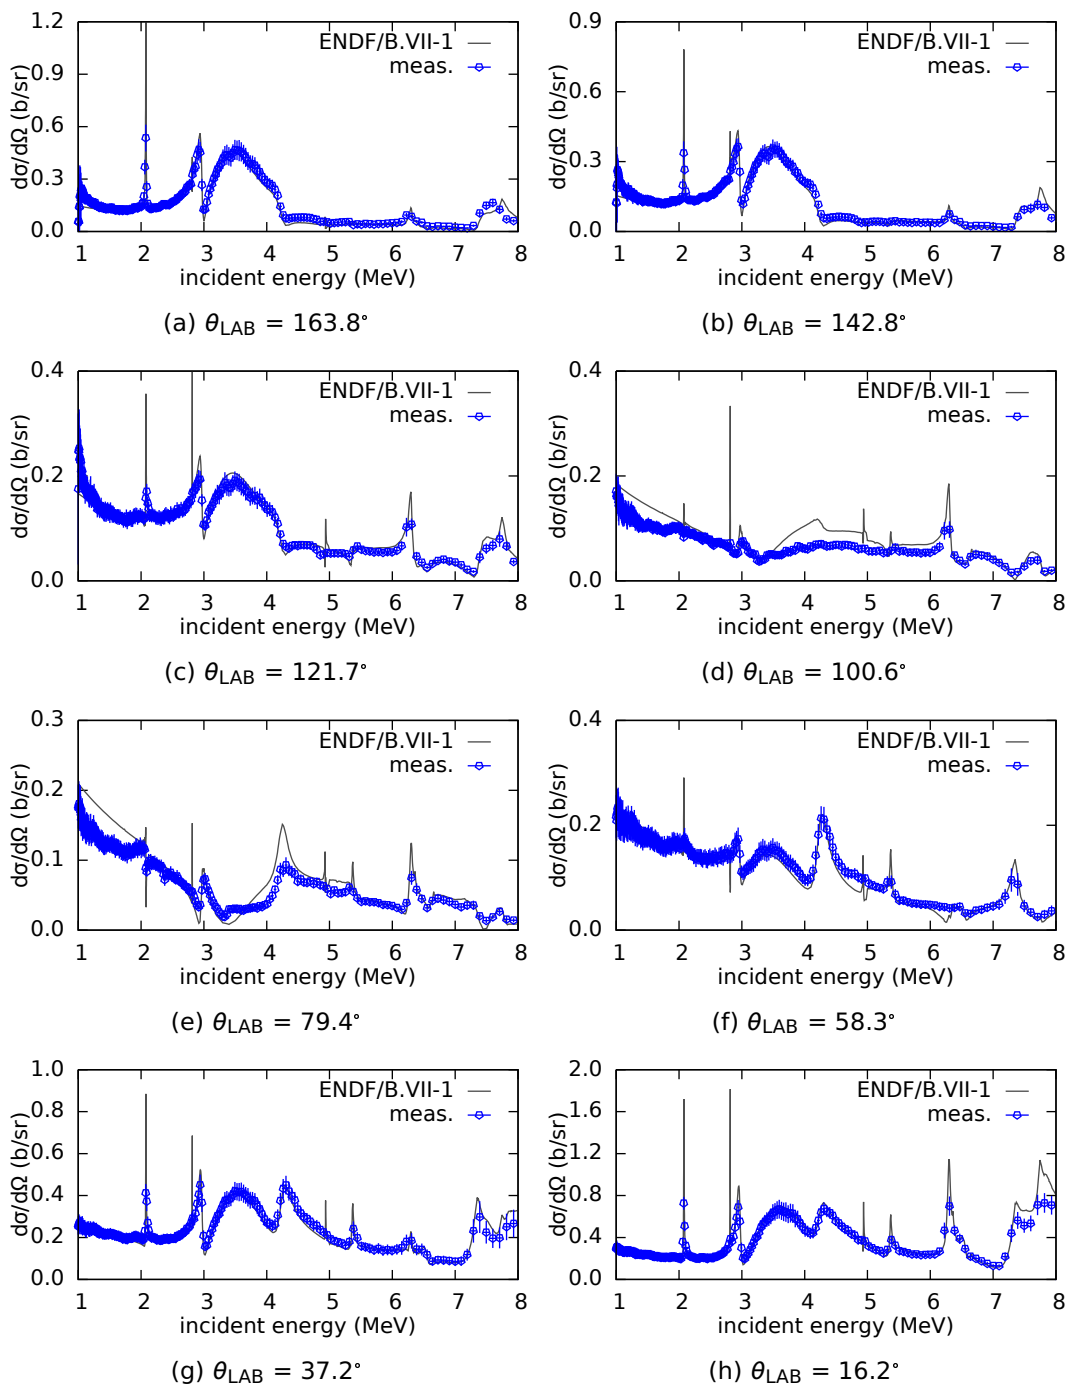 1.2
0.9
0.6
0.3
0.0
dσ/dΩ (b/sr)
ENDF/B.VII-1
meas.
1 2 3 4 5 6 7 8
incident energy (MeV)
(a) θLAB = 163.8°
0.9
0.6
0.3
0.0
dσ/dΩ (b/sr)
ENDF/B.VII-1
meas.
1 2 3 4 5 6 7 8
incident energy (MeV)
(b) θLAB = 142.8°
0.4
0.2
0.0
dσ/dΩ (b/sr)
ENDF/B.VII-1
meas.
1 2 3 4 5 6 7 8
incident energy (MeV)
(c) θLAB = 121.7°
0.4
0.2
0.0
dσ/dΩ (b/sr)
ENDF/B.VII-1
meas.
1 2 3 4 5 6 7 8
incident energy (MeV)
(d) θLAB = 100.6°
0.3
0.2
0.1
0.0
dσ/dΩ (b/sr)
ENDF/B.VII-1
meas.
1 2 3 4 5 6 7 8
incident energy (MeV)
(e) θLAB = 79.4°
0.4
0.2
0.0
dσ/dΩ (b/sr)
ENDF/B.VII-1
meas.
1 2 3 4 5 6 7 8
incident energy (MeV)
(f) θLAB = 58.3°
1.0
0.8
0.6
0.4
0.2
0.0
dσ/dΩ (b/sr)
ENDF/B.VII-1
meas.
1 2 3 4 5 6 7 8
incident energy (MeV)
(g) θLAB = 37.2°
2.0
1.6
1.2
0.8
0.4
0.0
dσ/dΩ (b/sr)
ENDF/B.VII-1
meas.
1 2 3 4 5 6 7 8
incident energy (MeV)
(h) θLAB = 16.2°